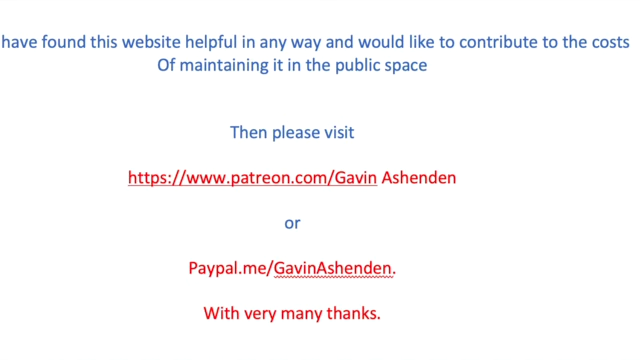 have found this website helpful in any way and would like to contribute to the costs
Of maintaining it in the public space
Then please visit
https://www.patreon.com/Gavin Ashenden
or
Paypal.me/GavinAshenden.
With very many thanks.